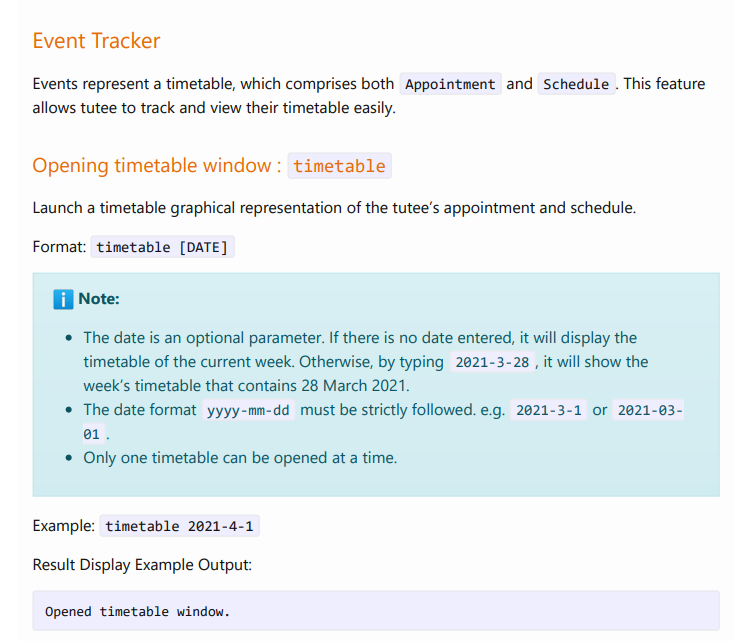 Event Tracker
Events represent a timetable, which comprises both Appointment and Schedule . This feature
allows tutee to track and view their timetable easily.
Opening timetable window : timetable
Launch a timetable graphical representation of the tutee’s appointment and schedule.
Format: timetable [DATE]
Note:
• The date is an optional parameter. If there is no date entered, it will display the
timetable of the current week. Otherwise, by typing 2021-3-28 , it will show the
week’s timetable that contains 28 March 2021.
• The date format yyyy-mm-dd must be strictly followed. e.g. 2021-3-1 or 2021-03-
01 .
• Only one timetable can be opened at a time.
Example: timetable 2021-4-1
Result Display Example Output:
Opened timetable window.